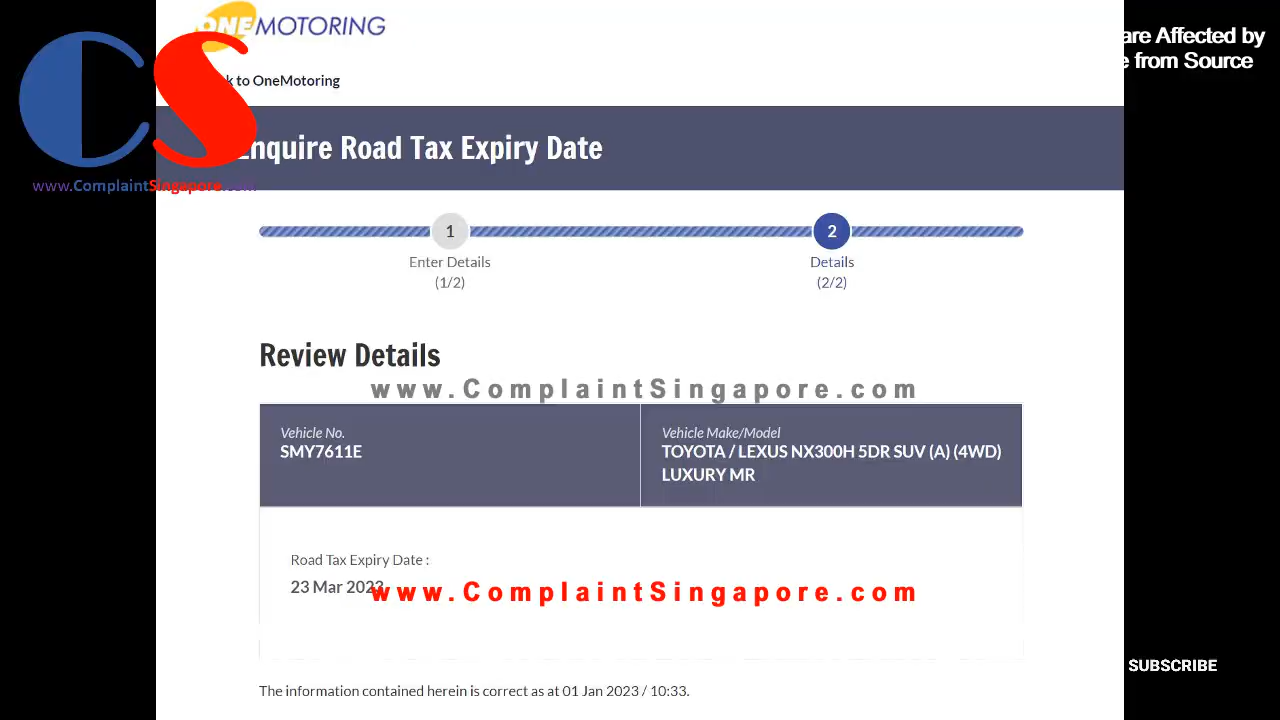 ONEMOTORING
are Affected by
e from Source
k to OneMotoring
CS
Enquire Road Tax Expiry Date
www.ComplaintSingapore.com
1
2
Enter Details
(1/2)
Details
(2/2)
Review Details
www.ComplaintSingapore.com
Vehicle No.
SMY7611E
Vehicle Make/Model
TOYOTA / LEXUS NX300H 5DR SUV (A) (4WD)
LUXURY MR
Road Tax Expiry Date :
23 Mar 2023
www.ComplaintSingapore.com
SUBSCRIBE
The information contained herein is correct as at 01 Jan 2023 / 10:33.